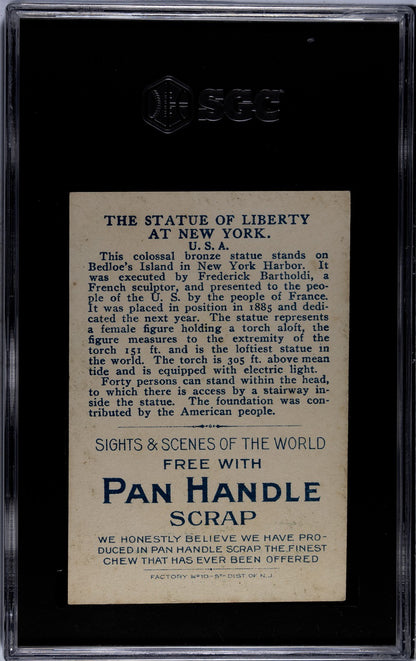 SGC
THE STATUE OF LIBERTY
AT NEW YORK.
U. S. A.
This colossal bronze statue stands on
Bedloe's Island in New York Harbor. It
was executed by Frederick Bartholdi, a
French sculptor, and presented to the peo-
ple of the U. S. by the people of France.
It was placed in position in 1885 and dedi-
cated the next year. The statue represents
a female figure holding a torch aloft, the
figure measures to the extremity of the
torch 151 ft. and is the loftiest statue in
the world. The torch is 305 ft. above mean
tide and is equipped with electric light.
Forty persons can stand within the head,
to which there is access by a stairway in-
side the statue. The foundation was con-
tributed by the American people.
SIGHTS & SCENES OF THE WORLD
FREE WITH
PAN HANDLE
SCRAP
WE HONESTLY BELIEVE WE HAVE PRO-
DUCED IN PAN HANDLE SCRAP THE FINEST
CHEW THAT HAS EVER BEEN OFFERED
FACTORY Nº 10-5TH DIST. OF N.J.